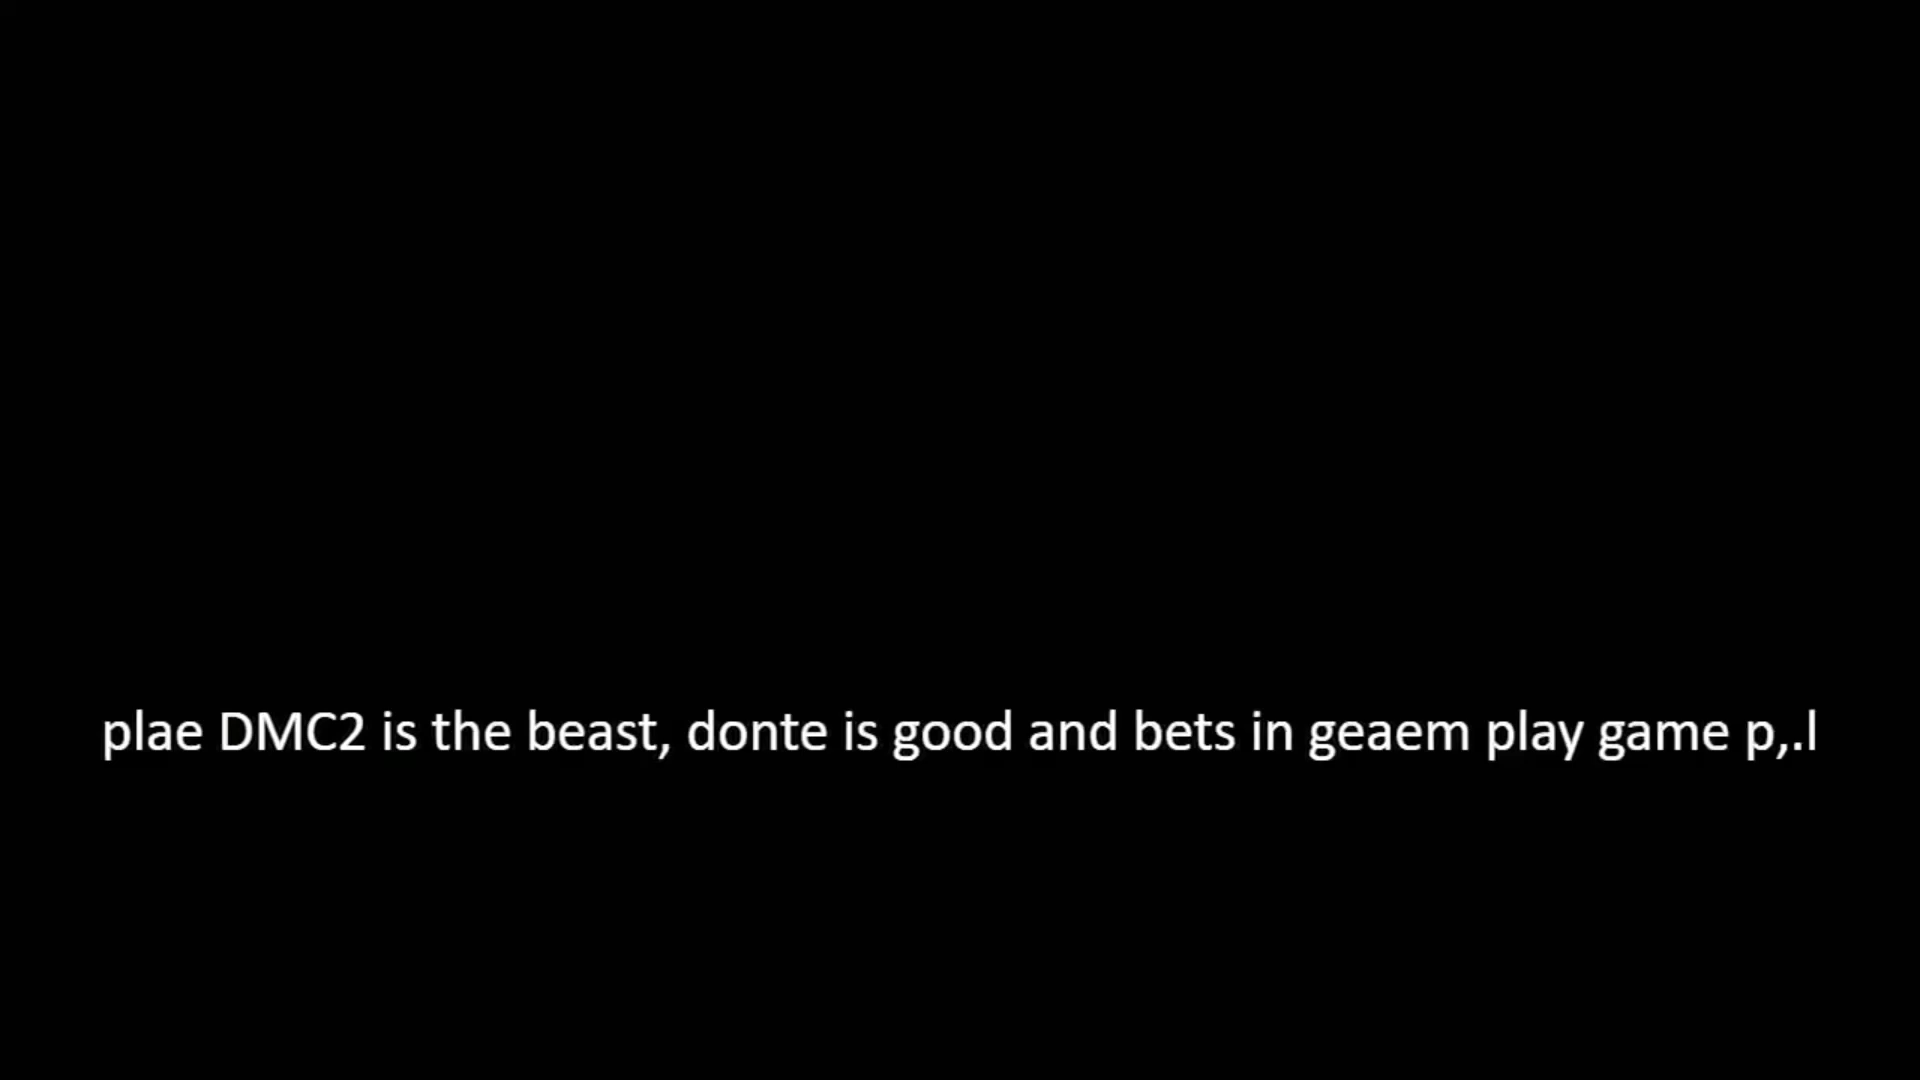 plae DMC2 is the beast, donte is good and bets in geaem play game p,.l